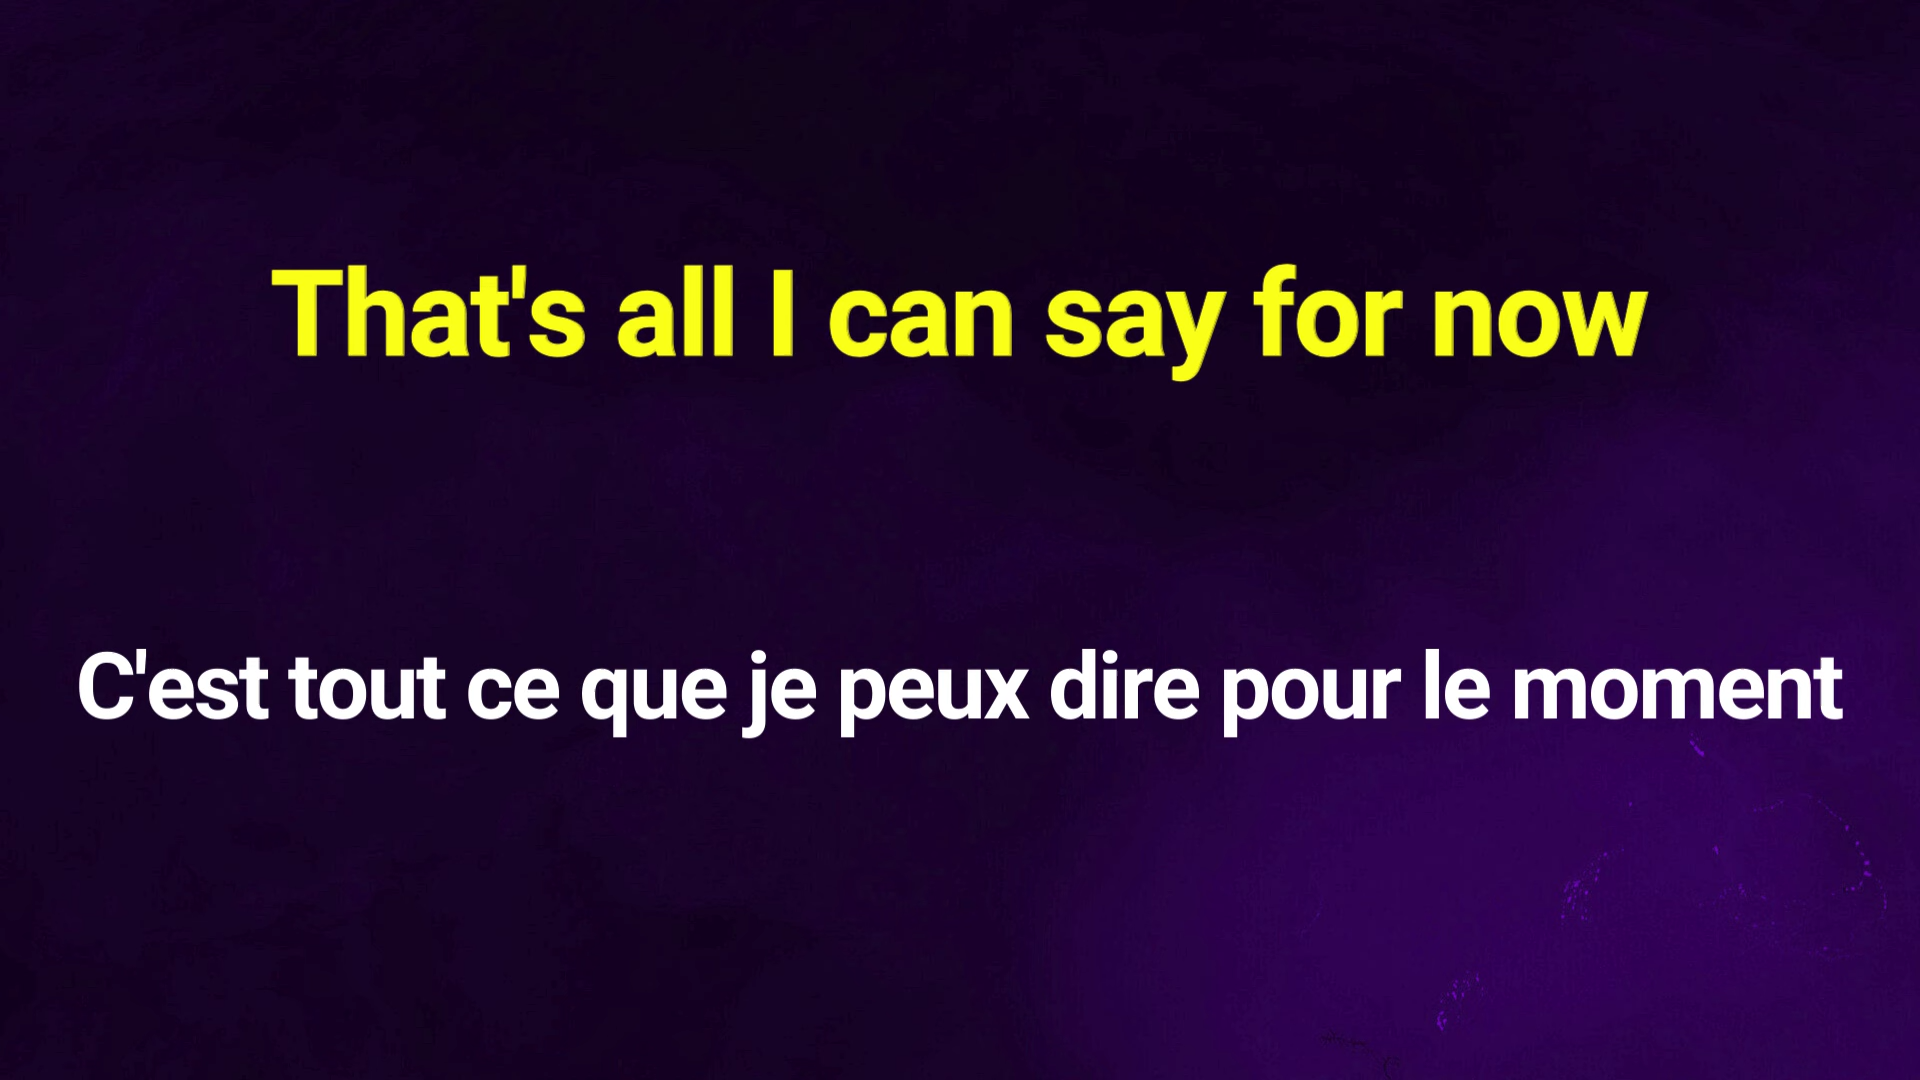 That's all I can say for now
C'est tout ce que je peux dire pour le moment